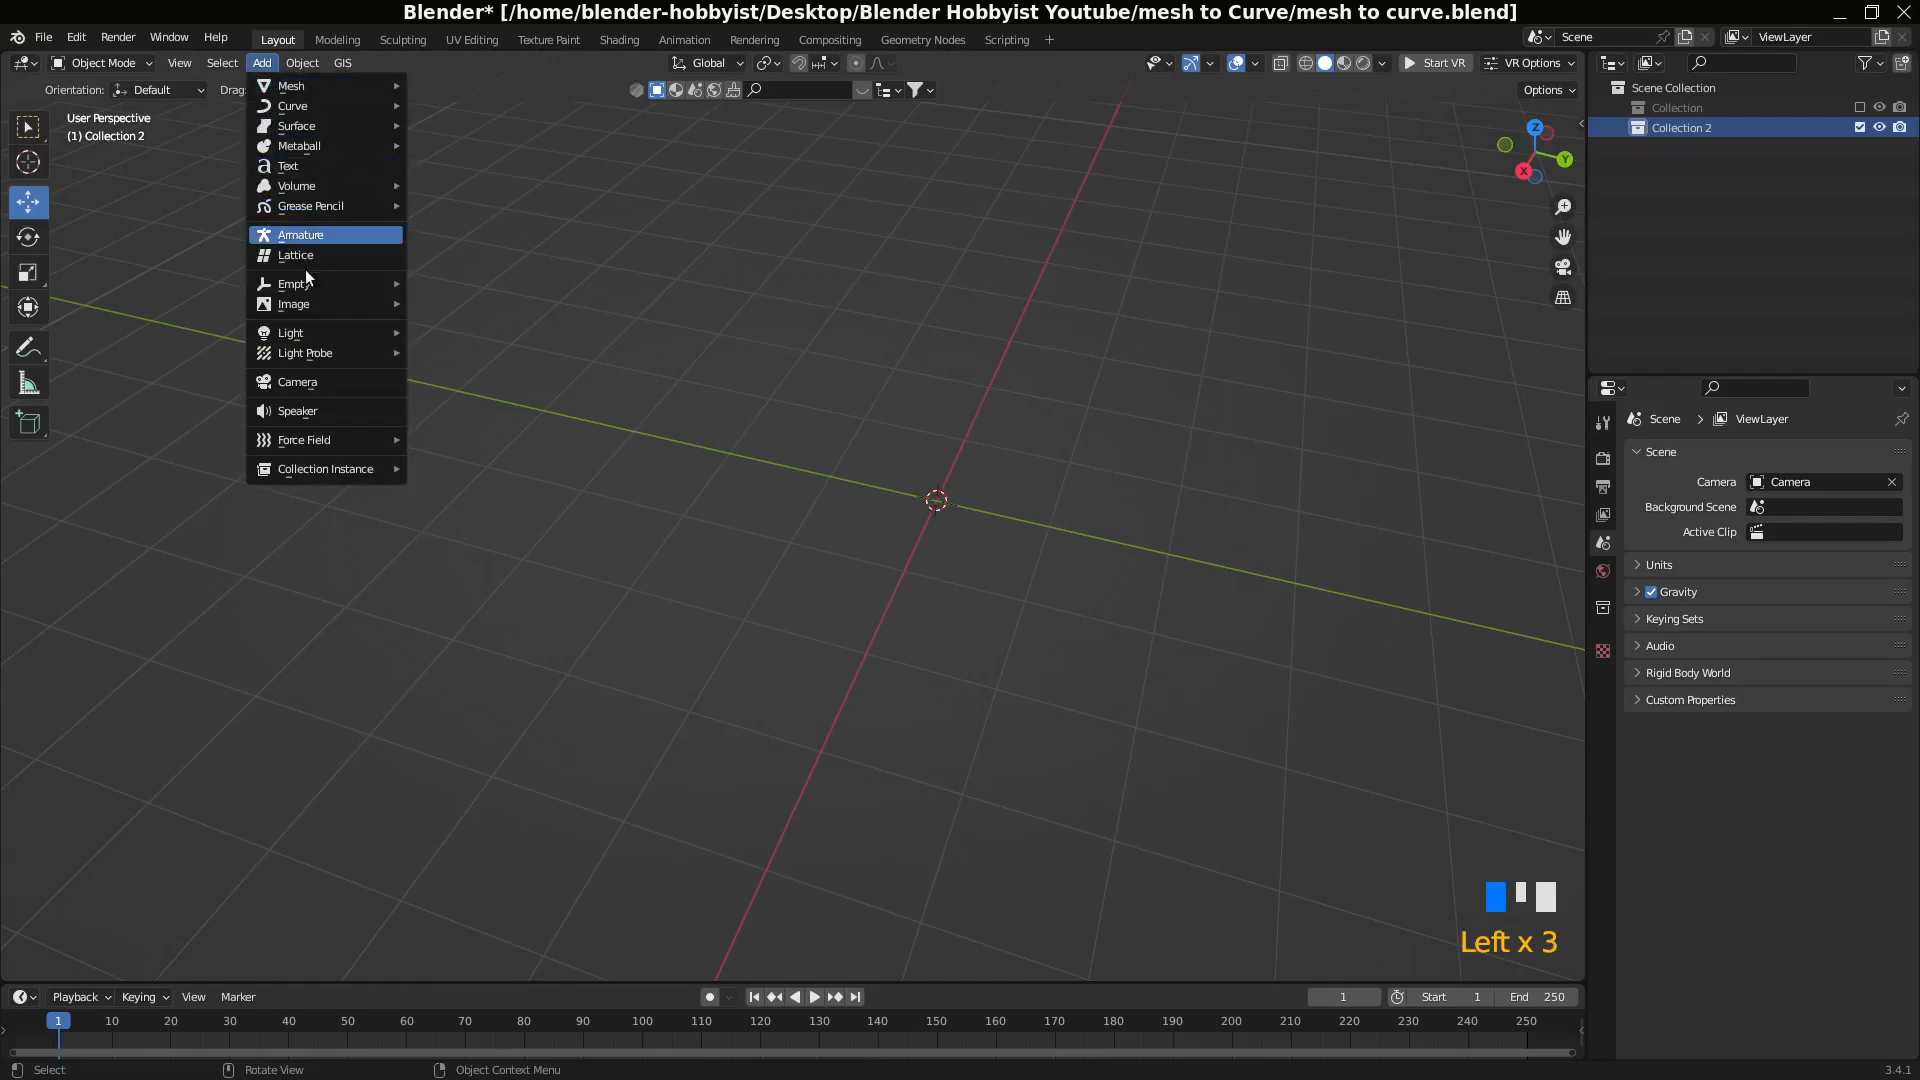 Blender* [/home/blender-hobbyist/Desktop/Blender Hobbyist Youtube/mesh to Curve/mesh to curve.blend]
File Edit Render Window Help Layout Modeling Sculpting UV Editing Texture Paint Shading Animation Rendering Compositing Geometry Nodes Scripting + Scene ViewLayer
Object Mode View Select Add Object GIS Global Start VR VR Options
Orientation: Default Drag: Options
User Perspective
(1) Collection 2
Mesh
Curve
Surface
Metaball
Text
Volume
Grease Pencil
Armature
Lattice
Empty
Image
Light
Light Probe
Camera
Speaker
Force Field
Collection Instance
Z
Y
X
Scene Collection
Collection
Collection 2
Scene > ViewLayer
Scene
Camera Camera
Background Scene
Active Clip
Units
Gravity
Keying Sets
Audio
Rigid Body World
Custom Properties
Left x 3
Playback Keying View Marker 1 Start 1 End 250
1 10 20 30 40 50 60 70 80 90 100 110 120 130 140 150 160 170 180 190 200 210 220 230 240 250
Select Rotate View Object Context Menu 3.4.1